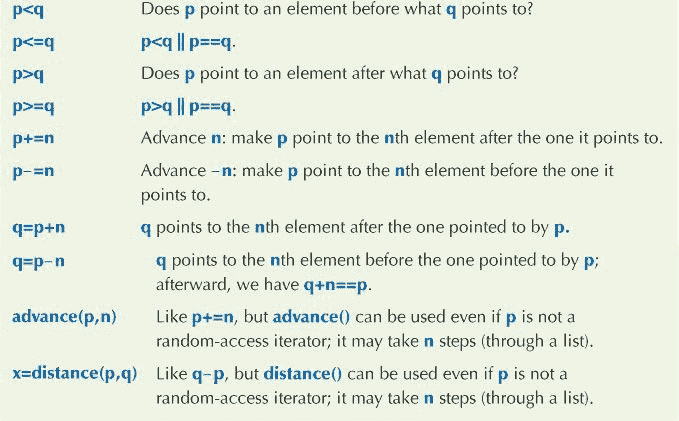 p<q Does p point to an element before what q points to?
p<=q p<q || p==q.
p>q Does p point to an element after what q points to?
p>=q p>q || p==q.
p+=n Advance n: make p point to the nth element after the one it points to.
p-=n Advance –n: make p point to the nth element before the one it
points to.
q=p+n q points to the nth element after the one pointed to by p.
q=p–n q points to the nth element before the one pointed to by p;
afterward, we have q+n==p.
advance(p,n) Like p+=n, but advance() can be used even if p is not a
random-access iterator; it may take n steps (through a list).
x=distance(p,q) Like q–p, but distance() can be used even if p is not a
random-access iterator; it may take n steps (through a list).